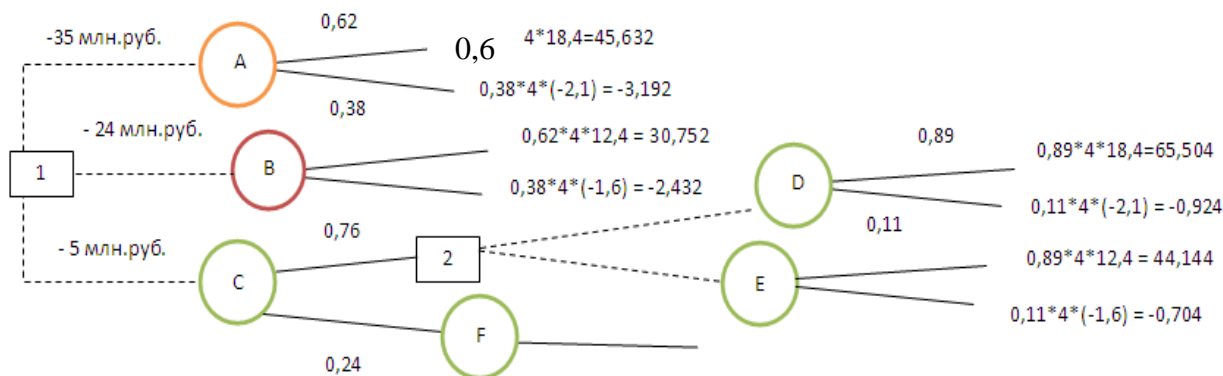 0,62
-35 млн.руб.
A
0,6
4*18,4=45,632
0,38*4*(-2,1) = -3,192
0,38
- 24 млн.руб.
B
0,62*4*12,4 = 30,752
0,38*4*(-1,6) = -2,432
1
0,89
D
0,89*4*18,4=65,504
0,11*4*(-2,1) = -0,924
0,11
- 5 млн.руб.
0,76
C
2
E
0,89*4*12,4 = 44,144
0,11*4*(-1,6) = -0,704
F
0,24